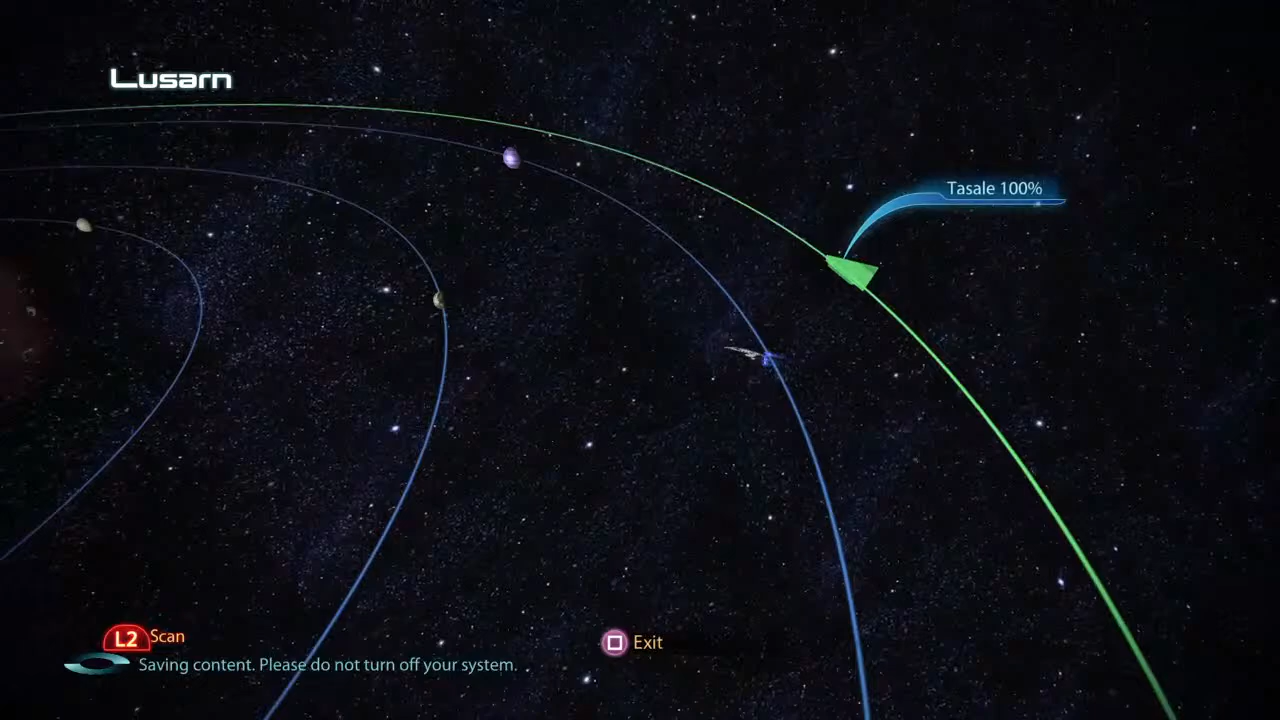 Lusarn
Tasale 100%
L2 Scan
Exit
Saving content. Please do not turn off your system.